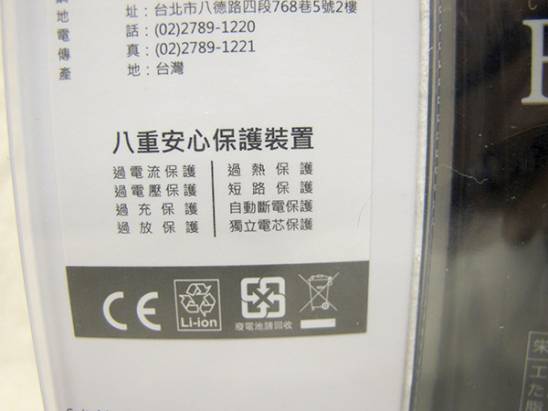 址：台北市八德路四段768巷5號2樓
地
電 話：(02)2789-1220
傳 真：(02)2789-1221
產 地：台灣
八重安心保護裝置
過電流保護 過熱保護
過電壓保護 短路保護
過充保護 自動斷電保護
過放保護 獨立電芯保護
CE Li-ion 廢電池請回收